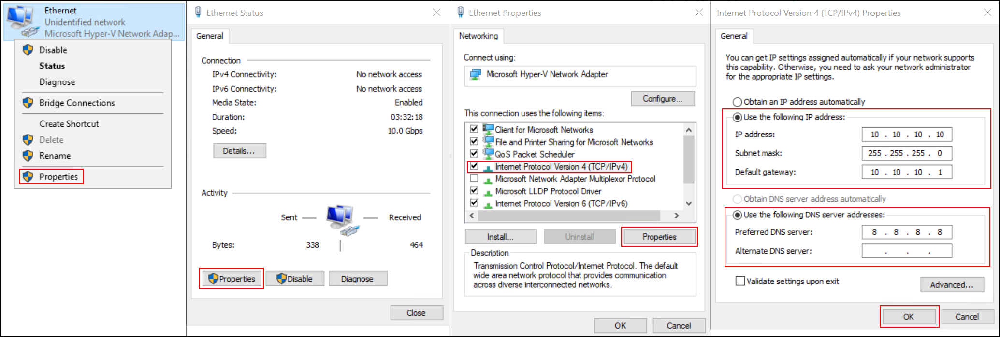 Ethernet
Unidentified network
Microsoft Hyper-V Network Adap...
Disable
Status
Diagnose
Bridge Connections
Create Shortcut
Delete
Rename
Properties
Ethernet Status
General
Connection
IPv4 Connectivity: No network access
IPv6 Connectivity: No network access
Media State: Enabled
Duration: 03:32:18
Speed: 10.0 Gbps
Details...
Activity
Sent Received
Bytes: 338 464
Properties Disable Diagnose
Close
Ethernet Properties
Networking
Connect using:
Microsoft Hyper-V Network Adapter
Configure...
This connection uses the following items:
Client for Microsoft Networks
File and Printer Sharing for Microsoft Networks
QoS Packet Scheduler
Internet Protocol Version 4 (TCP/IPv4)
Microsoft Network Adapter Multiplexor Protocol
Microsoft LLDP Protocol Driver
Internet Protocol Version 6 (TCP/IPv6)
Install... Uninstall Properties
Description
Transmission Control Protocol/Internet Protocol. The default
wide area network protocol that provides communication
across diverse interconnected networks.
OK Cancel
Internet Protocol Version 4 (TCP/IPv4) Properties
General
You can get IP settings assigned automatically if your network supports
this capability. Otherwise, you need to ask your network administrator
for the appropriate IP settings.
Obtain an IP address automatically
Use the following IP address:
IP address: 10 . 10 . 10 . 10
Subnet mask: 255 . 255 . 255 . 0
Default gateway: 10 . 10 . 10 . 1
Obtain DNS server address automatically
Use the following DNS server addresses:
Preferred DNS server: 8 . 8 . 8 . 8
Alternate DNS server: . . .
Validate settings upon exit
Advanced...
OK Cancel